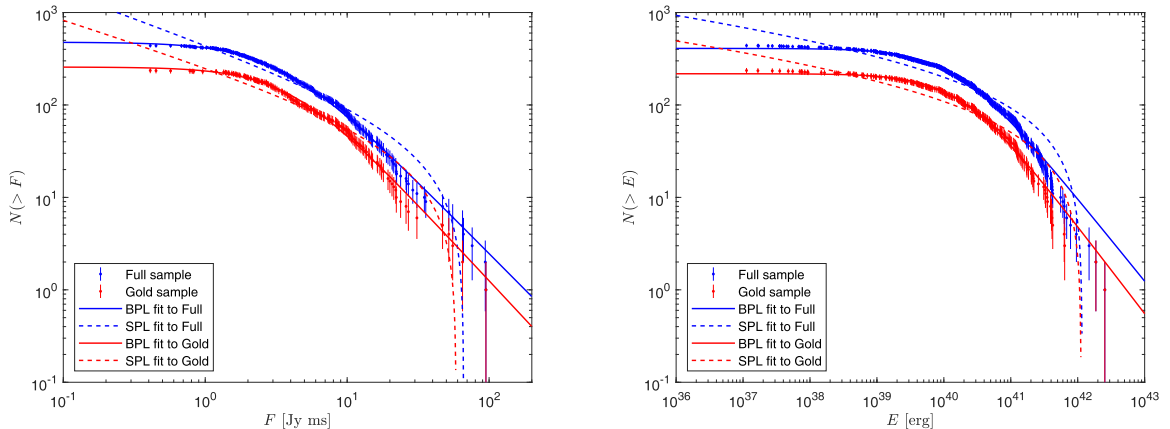 10^3
10^2
10^1
10^0
10^-1
N(> F)
Full sample
Gold sample
BPL fit to Full
SPL fit to Full
BPL fit to Gold
SPL fit to Gold
10^-1 10^0 10^1 10^2
F [Jy ms]
10^3
10^2
10^1
10^0
10^-1
N(> E)
Full sample
Gold sample
BPL fit to Full
SPL fit to Full
BPL fit to Gold
SPL fit to Gold
10^36 10^37 10^38 10^39 10^40 10^41 10^42 10^43
E [erg]